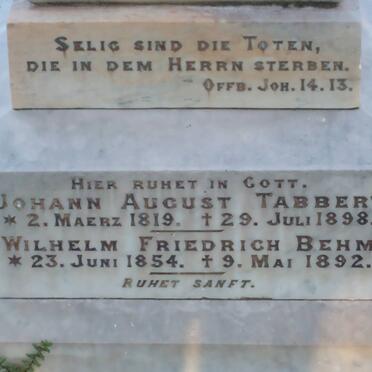 Selig sind die Toten,
die in dem Herrn sterben.
Offb. Joh. 14. 13.
Hier ruhet in Gott.
Johann August Tabbert
* 2. Maerz 1819. † 29. Juli 1898.
Wilhelm Friedrich Behm
* 23. Juni 1854. † 9. Mai 1892.
Ruhet sanft.